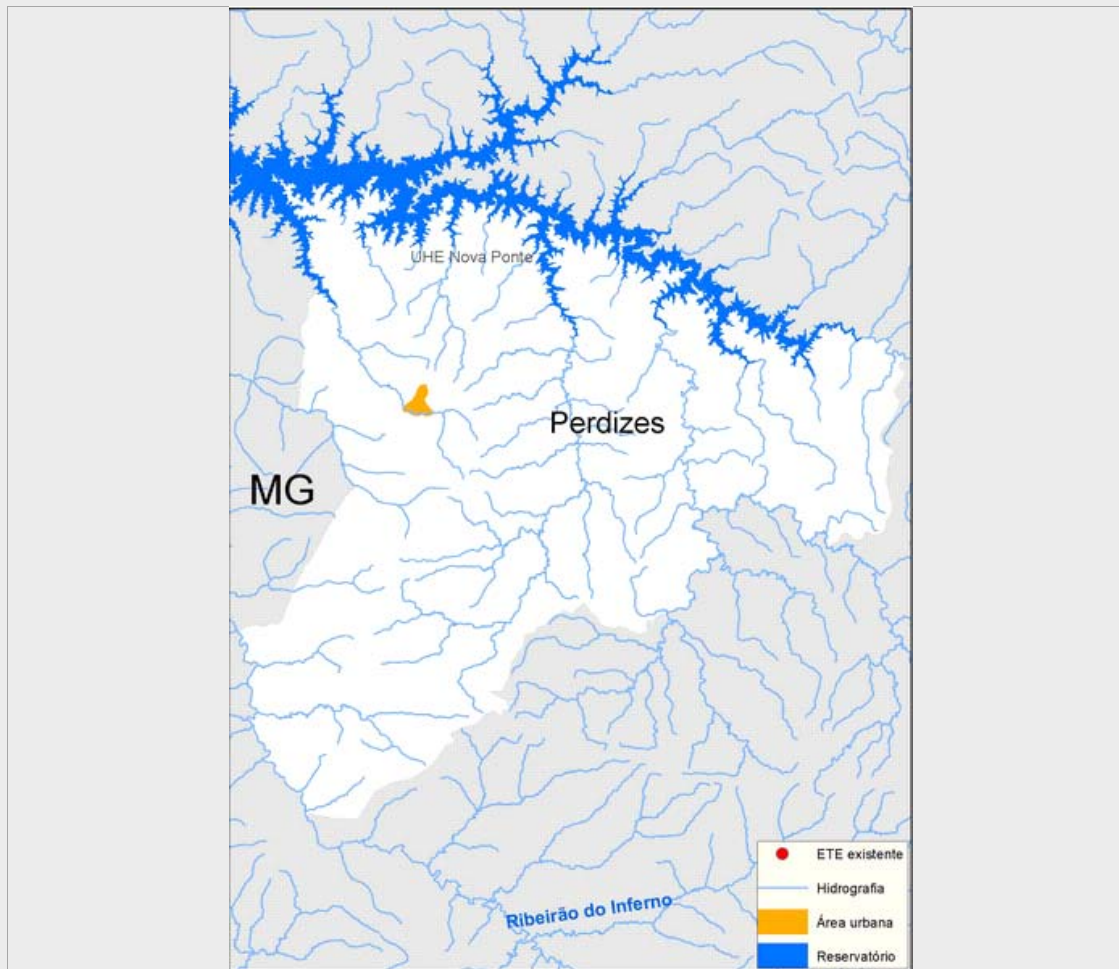 UHE Nova Ponte
Perdizes
MG
Ribeirão do Inferno
ETE existente
Hidrografia
Área urbana
Reservatório